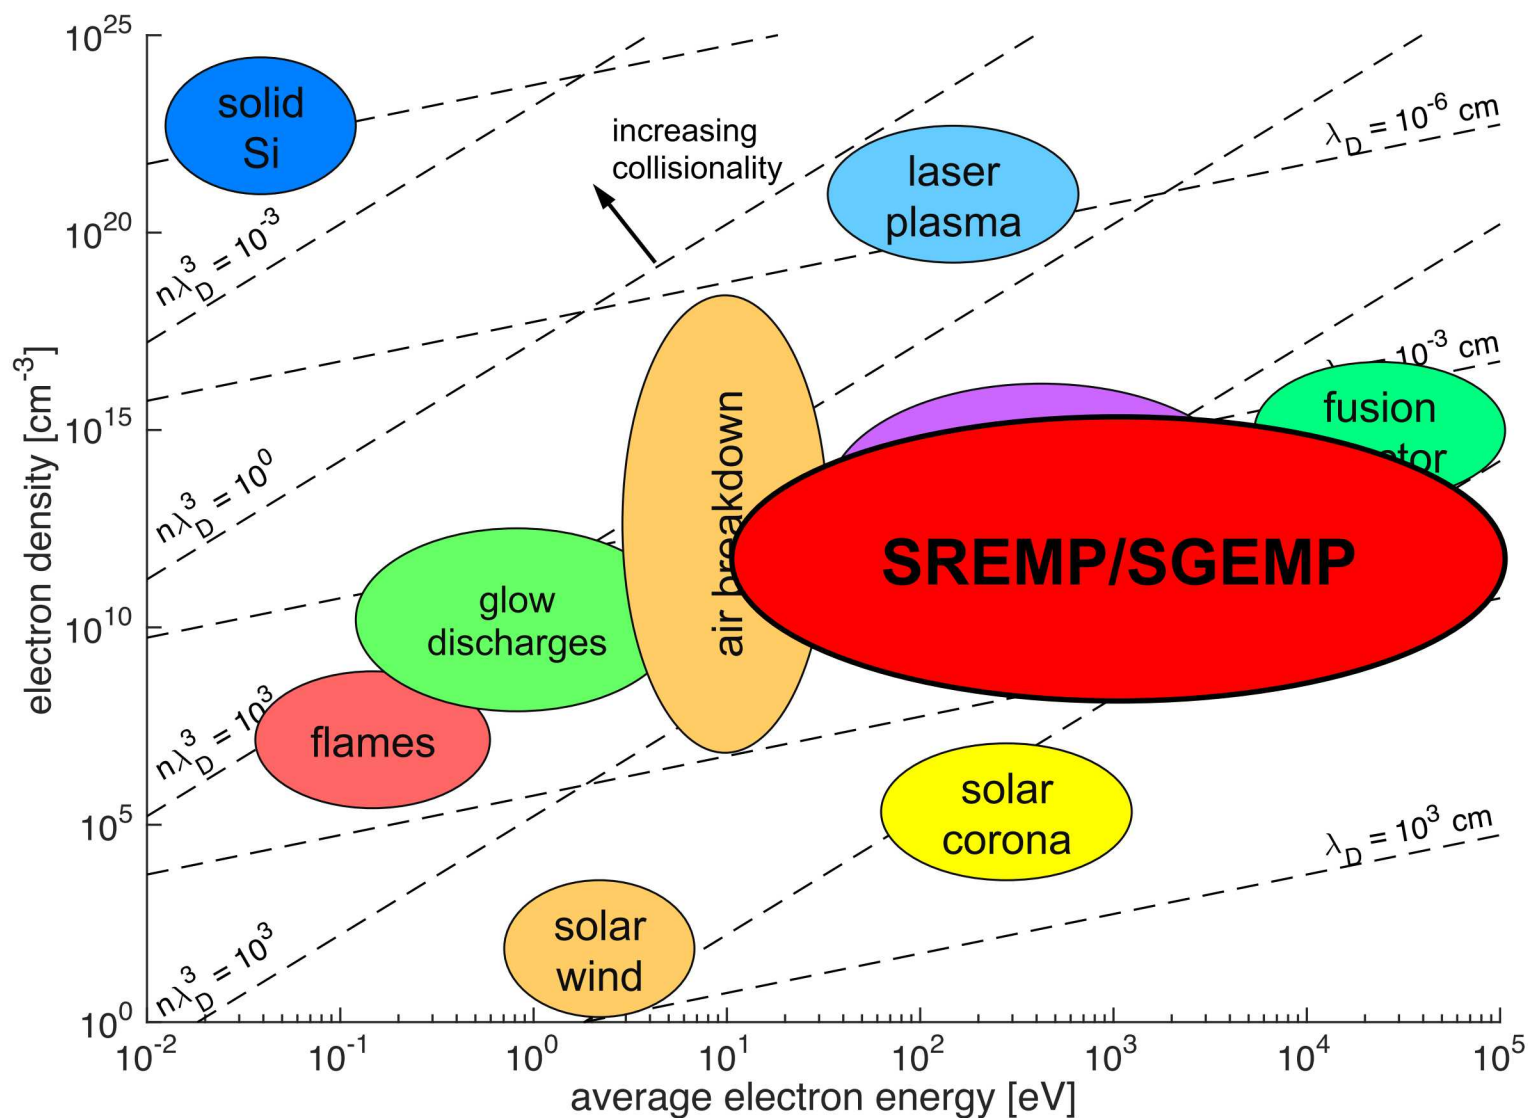 10^25
10^20
10^15
10^10
10^5
10^0
electron density [cm^-3]
solid
Si
increasing
collisionality
laser
plasma
λ_D = 10^-6 cm
nλ_D^3 = 10^-3
10^-3 cm
fusion
air breakdown
nλ_D^3 = 10^0
SREMP/SGEMP
glow
discharges
flames
nλ_D^3 = 10^3
solar
corona
λ_D = 10^3 cm
solar
wind
nλ_D^3 = 10^3
10^-2
10^-1
10^0
10^1
10^2
10^3
10^4
10^5
average electron energy [eV]